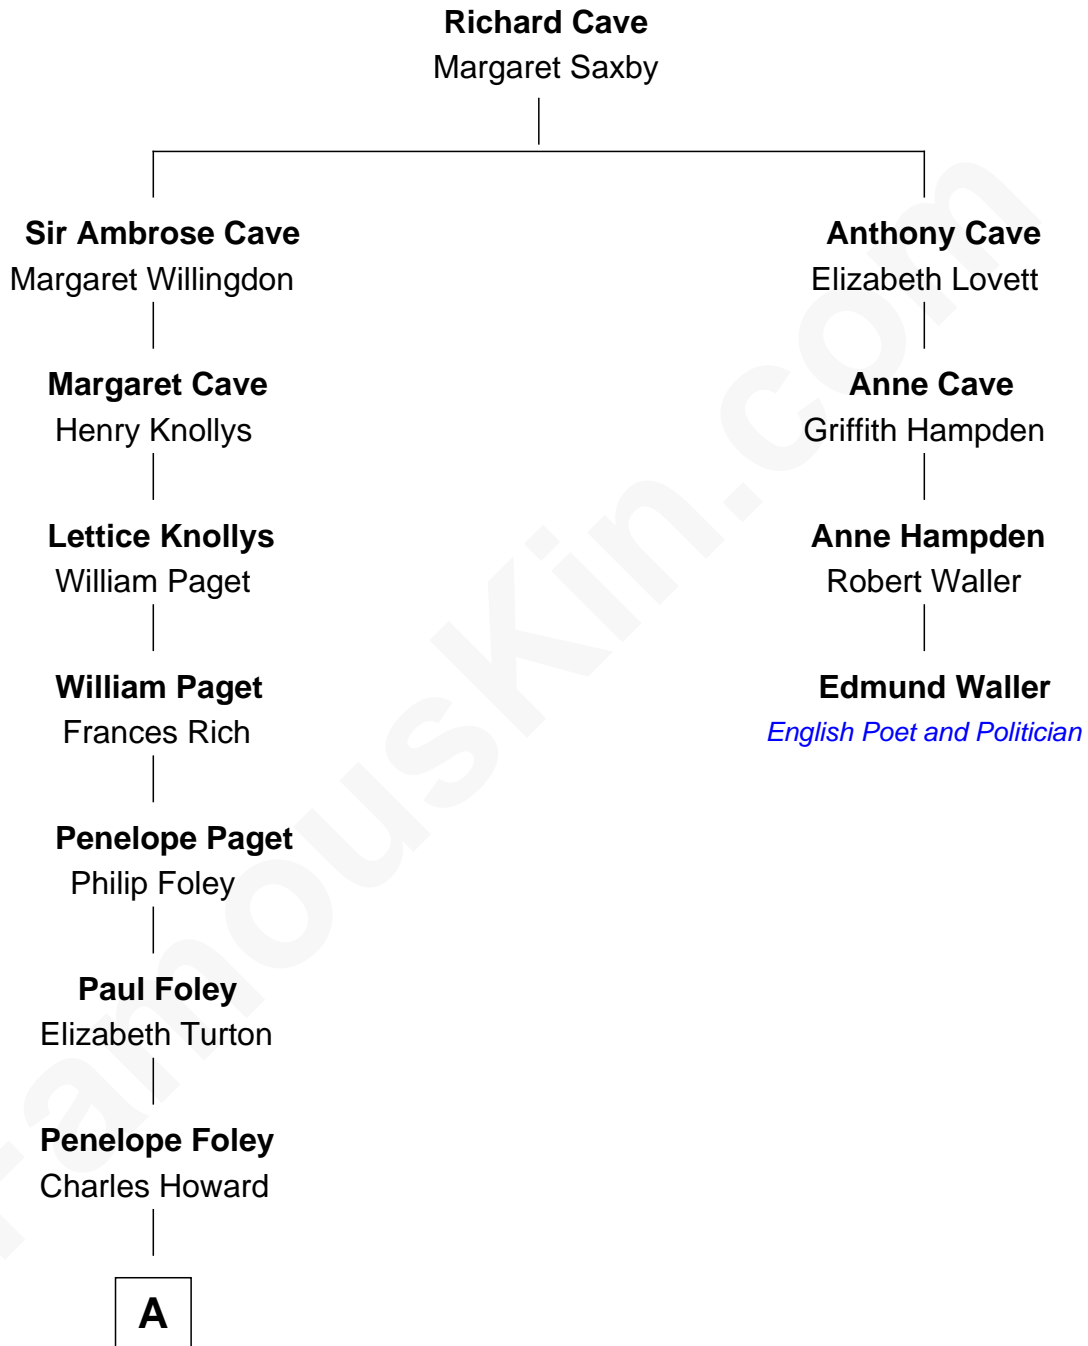 Richard Cave
Margaret Saxby
Sir Ambrose Cave
Margaret Willingdon
Anthony Cave
Elizabeth Lovett
Margaret Cave
Henry Knollys
Anne Cave
Griffith Hampden
Lettice Knollys
William Paget
Anne Hampden
Robert Waller
William Paget
Frances Rich
Edmund Waller
English Poet and Politician
Penelope Paget
Philip Foley
Paul Foley
Elizabeth Turton
Penelope Foley
Charles Howard
A
FamousKin.com